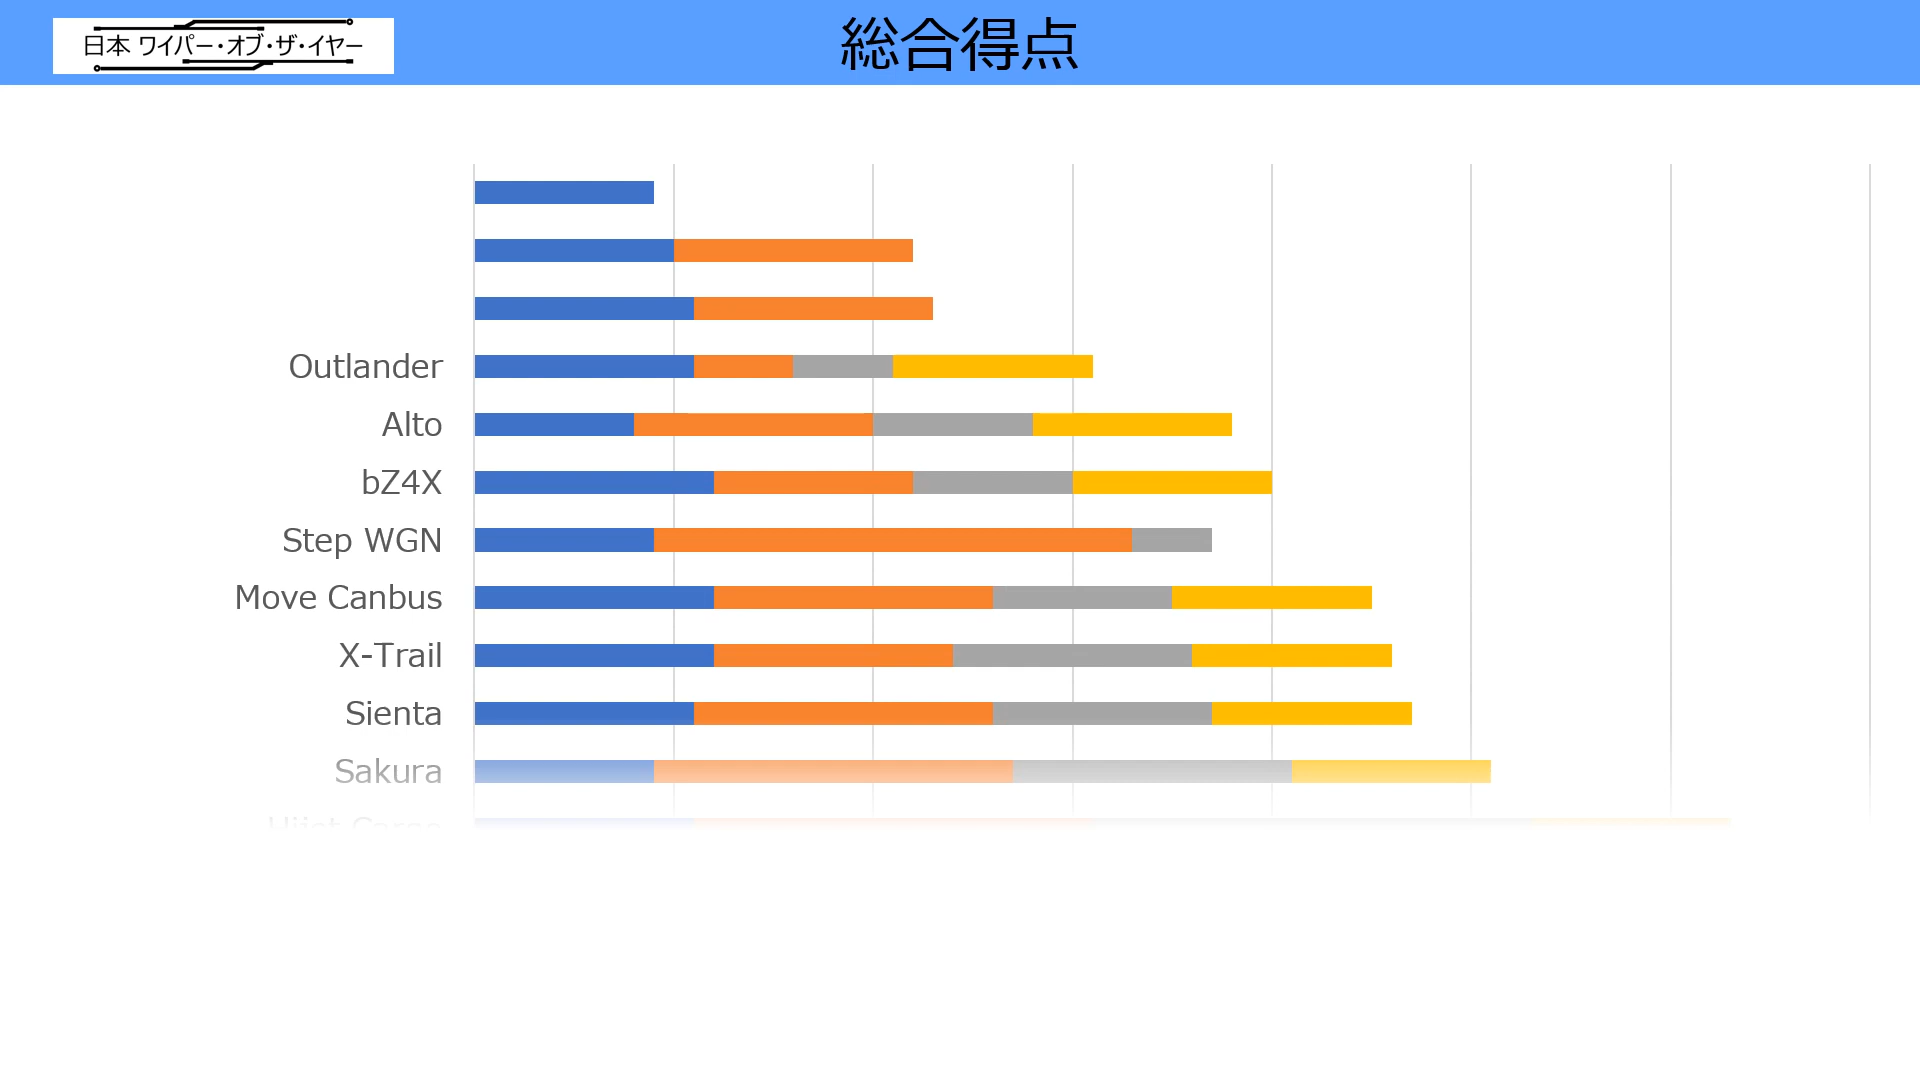 日本 ワイパー・オブ・ザ・イヤー
総合得点
Outlander
Alto
bZ4X
Step WGN
Move Canbus
X-Trail
Sienta
Sakura